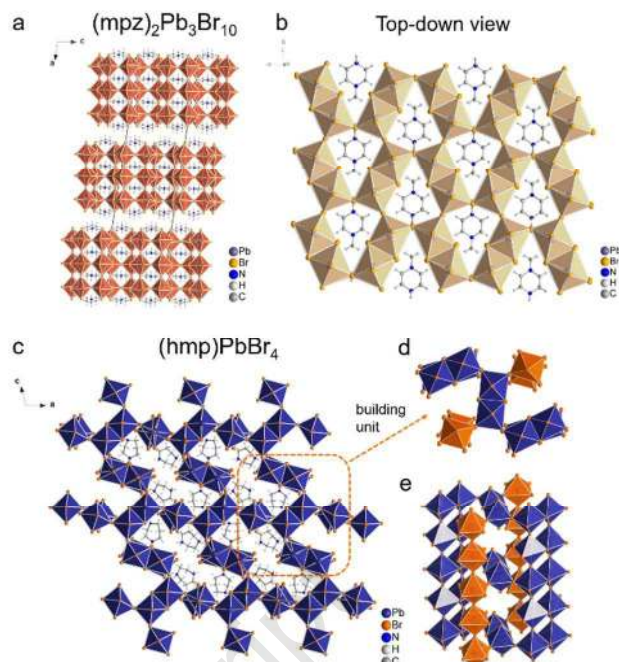 a
(mpz)₂Pb₃Br₁₀
c
a
Pb
Br
N
H
C
b
Top-down view
Pb
Br
N
H
C
c
(hmp)PbBr₄
c
a
Pb
Br
N
H
C
building
unit
d
e